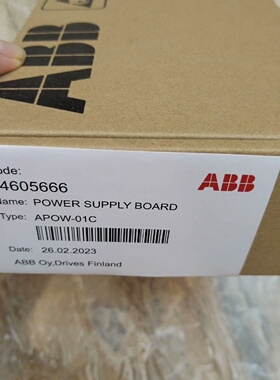 ABB
ode:
4605666
Name: POWER SUPPLY BOARD
ABB
Type: APOW-01C
Date: 26.02.2023
ABB Oy,Drives Finland